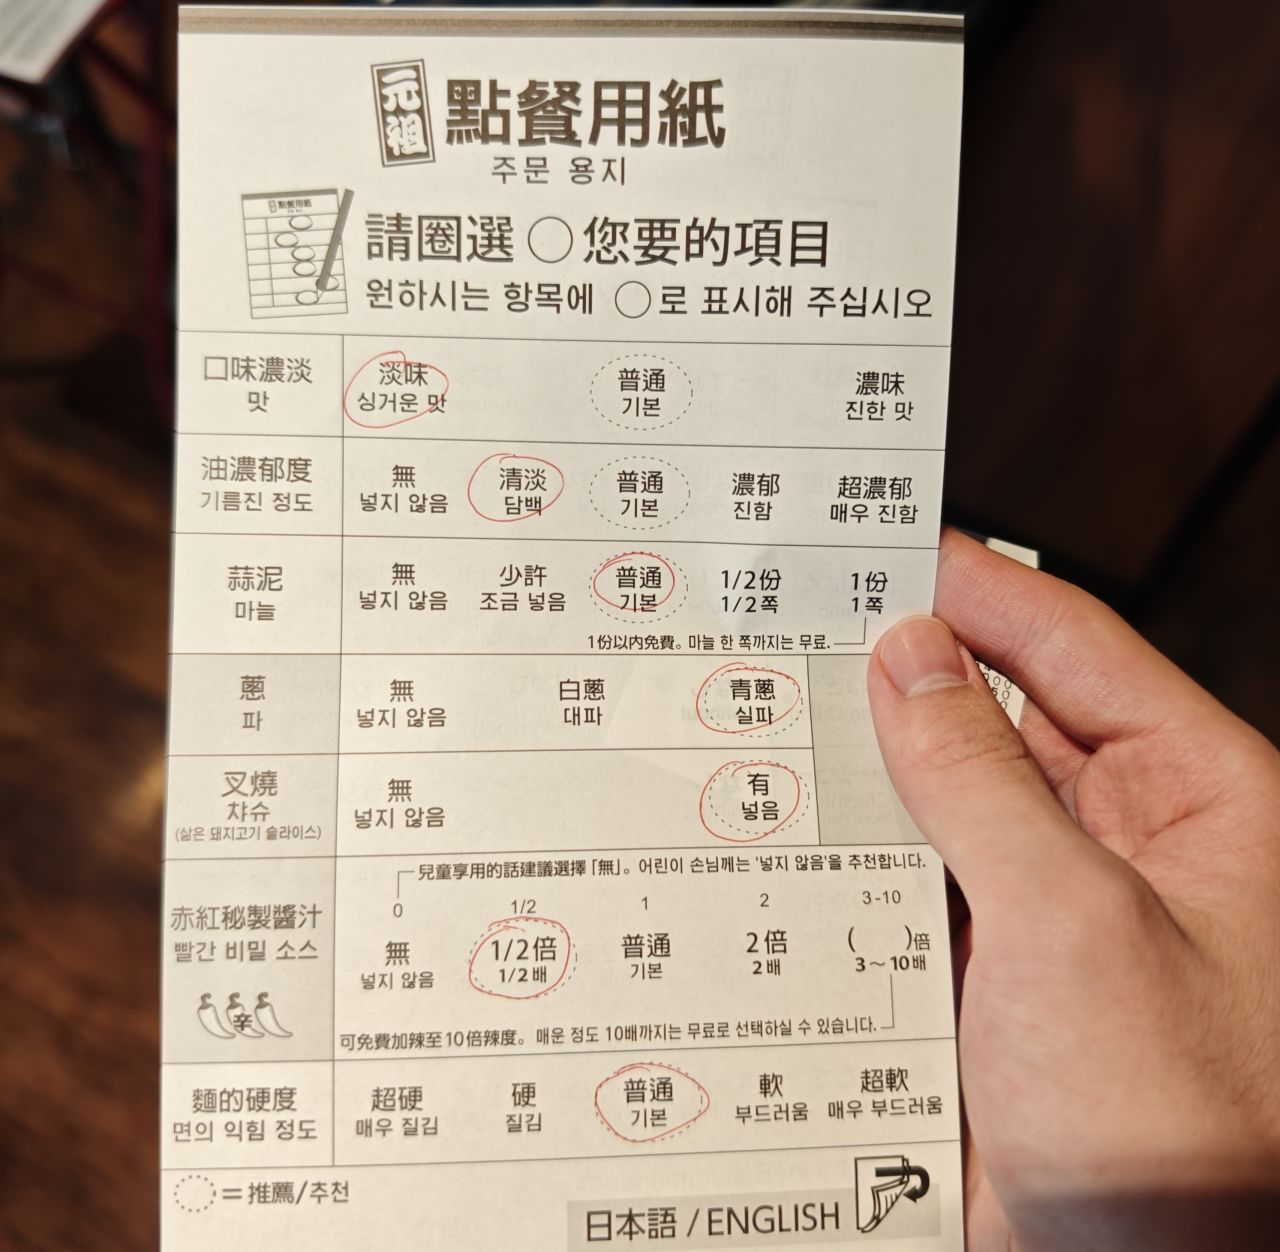 元祖 點餐用紙
주문 용지
請圈選 ○ 您要的項目
원하시는 항목에 ○로 표시해 주십시오
口味濃淡 淡味 普通 濃味
맛 싱거운 맛 기본 진한 맛
油濃郁度 無 清淡 普通 濃郁 超濃郁
기름진 정도 넣지 않음 담백 기본 진함 매우 진함
蒜泥 無 少許 普通 1/2份 1份
마늘 넣지 않음 조금 넣음 기본 1/2쪽 1쪽
1份以內免費。마늘 한 쪽까지는 무료.
蔥 無 白蔥 青蔥
파 넣지 않음 대파 실파
叉燒 無 有
챠슈 넣지 않음 넣음
(삶은 돼지고기 슬라이스)
兒童享用的話建議選擇「無」。어린이 손님께는 '넣지 않음'을 추천합니다.
0 1/2 1 2 3-10
赤紅秘製醬汁 無 1/2倍 普通 2倍 ( )倍
빨간 비밀 소스 넣지 않음 1/2배 기본 2배 3～10배
辛
可免費加辣至10倍辣度。매운 정도 10배까지는 무료로 선택하실 수 있습니다.
麵的硬度 超硬 硬 普通 軟 超軟
면의 익힘 정도 매우 질김 질김 기본 부드러움 매우 부드러움
= 推薦/추천
日本語 / ENGLISH